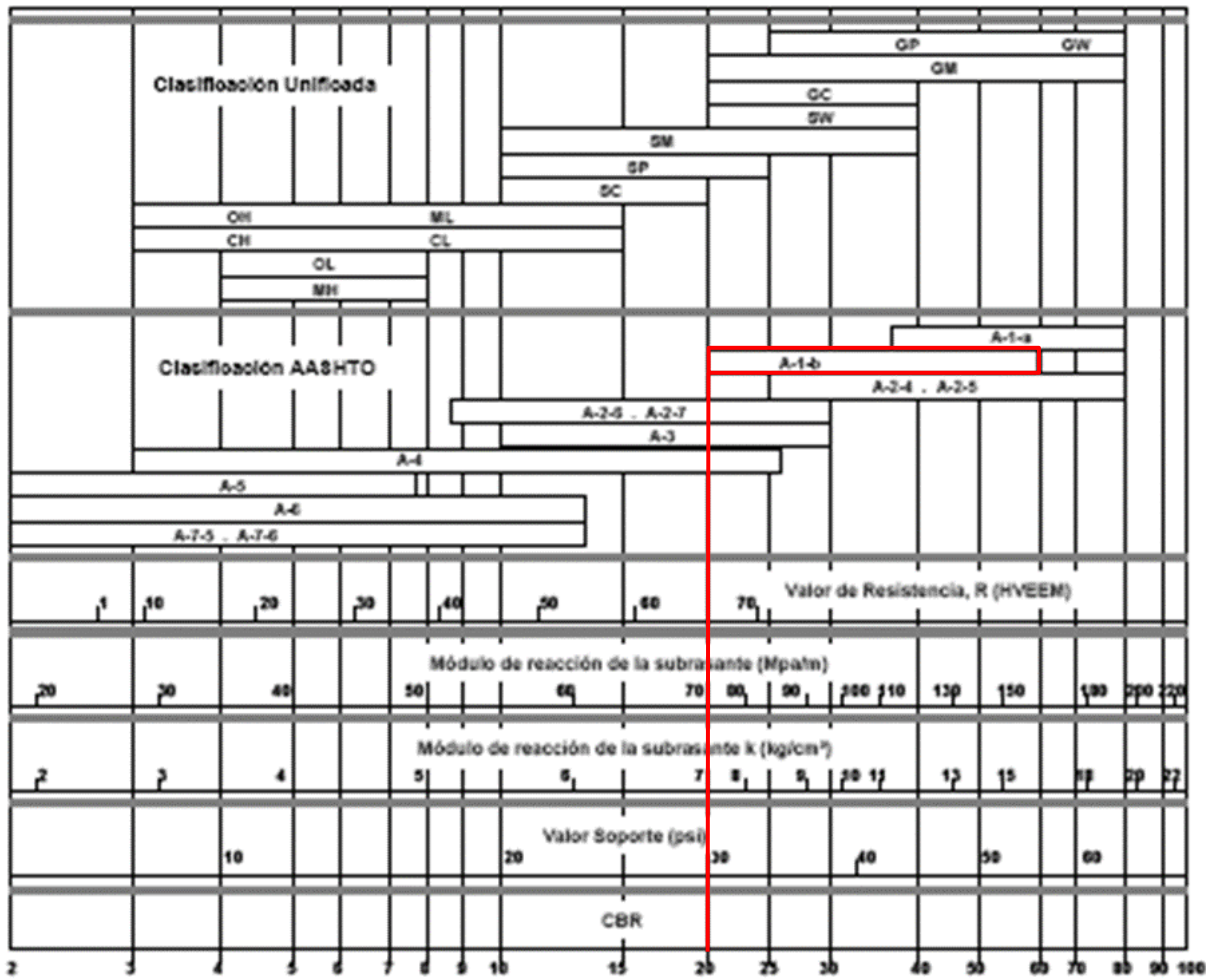 GP GW
Clasificación Unificada
GM
GC
SW
SM
SP
SC
OH ML
CH CL
OL
MH
A-1-a
Clasificación AASHTO
A-1-b
A-2-4 . A-2-5
A-2-6 . A-2-7
A-3
A-4
A-5
A-6
A-7-5 . A-7-6
Valor de Resistencia, R (HVEEM)
1 10 20 30 40 50 60 70
Módulo de reacción de la subrasante (Mpa/m)
20 30 40 50 60 70 80 90 100 110 130 150 180 200 220
Módulo de reacción de la subrasante k (kg/cm³)
2 3 4 5 6 7 8 9 10 11 13 15 18 20 22
Valor Soporte (psi)
10 20 30 40 50 60
CBR
2 3 4 5 6 7 8 9 10 15 20 25 30 40 50 60 70 80 90 100